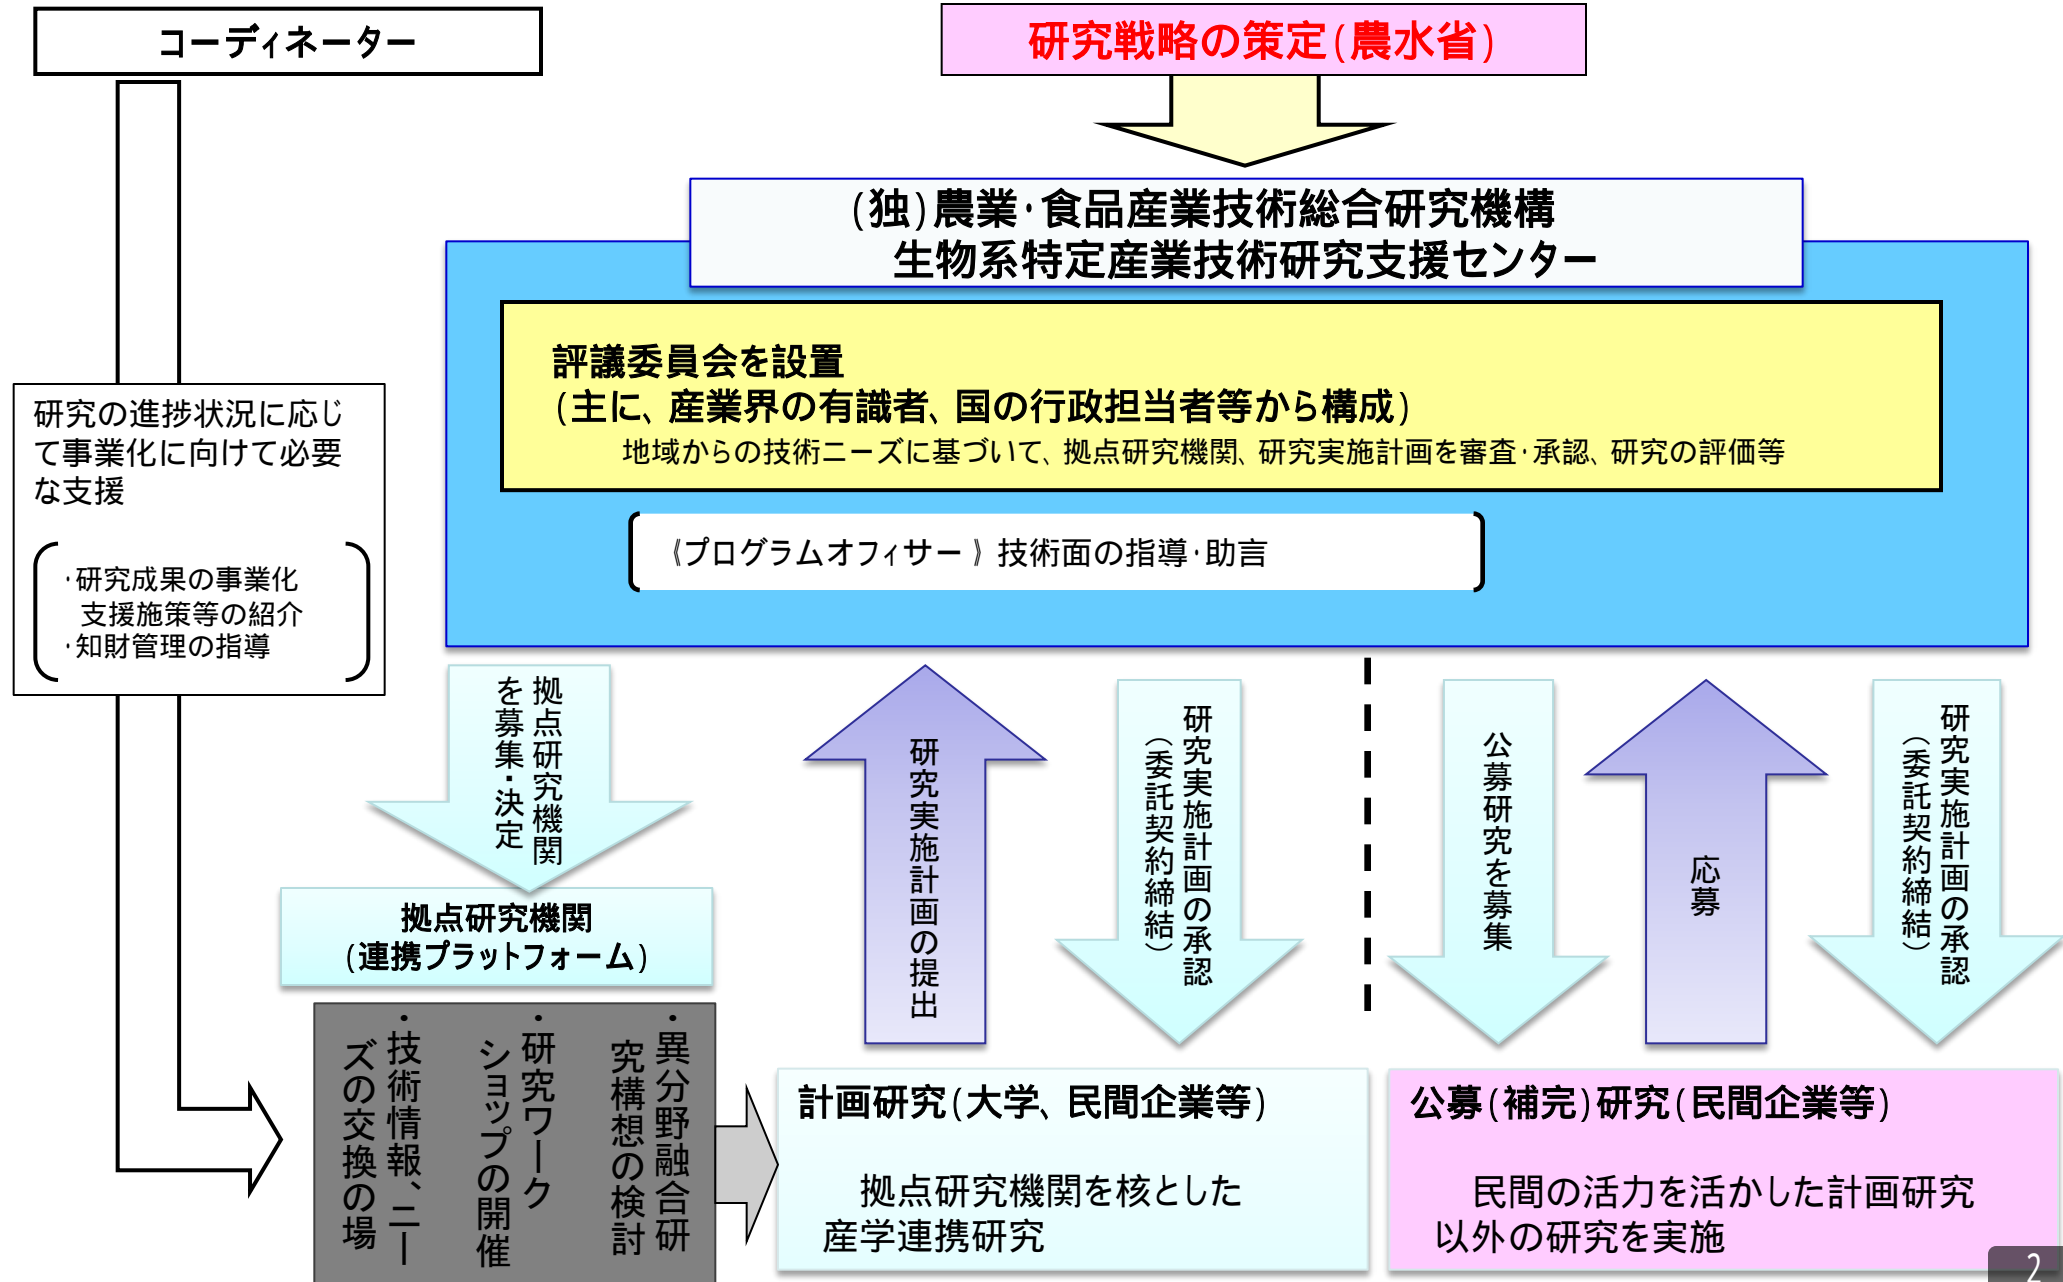 コーディネーター
研究戦略の策定(農水省)
(独)農業·食品産業技術総合研究機構
生物系特定産業技術研究支援センター
評議委員会を設置
(主に、産業界の有識者、国の行政担当者等から構成)
地域からの技術ニーズに基づいて、拠点研究機関、研究実施計画を審査·承認、研究の評価等
《プログラムオフィサー》技術面の指導·助言
研究の進捗状況に応じ
て事業化に向けて必要
な支援
·研究成果の事業化
支援施策等の紹介
·知財管理の指導
拠点研究機関
を募集・決定
研究実施計画の提出
研究実施計画の承認
(委託契約締結)
公募研究を募集
応募
研究実施計画の承認
(委託契約締結)
拠点研究機関
(連携プラットフォーム)
・異分野融合研
究構想の検討
・研究ワーク
ショップの開催
・技術情報、ニー
ズの交換の場
計画研究(大学、民間企業等)
拠点研究機関を核とした
産学連携研究
公募(補完)研究(民間企業等)
民間の活力を活かした計画研究
以外の研究を実施
2